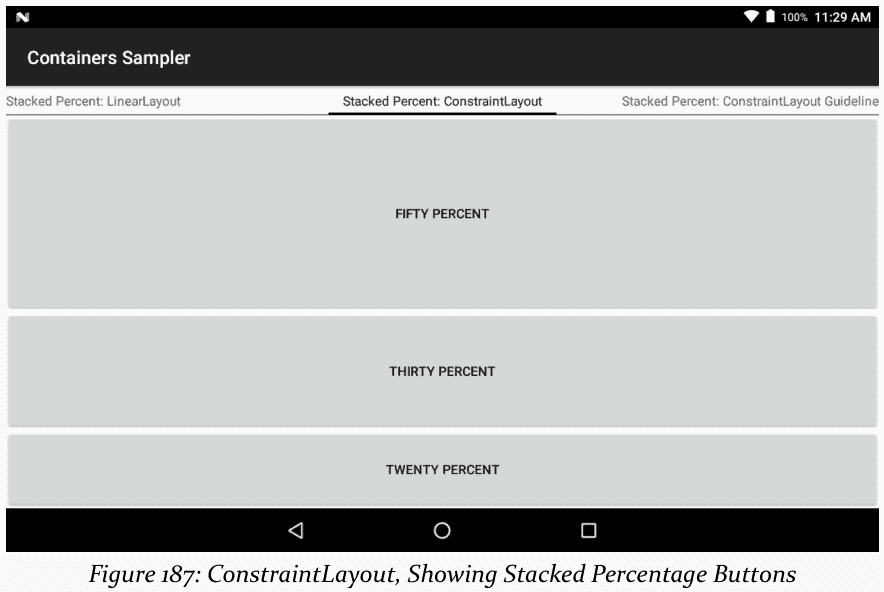 100% 11:29 AM
Containers Sampler
Stacked Percent: LinearLayout Stacked Percent: ConstraintLayout Stacked Percent: ConstraintLayout Guideline
FIFTY PERCENT
THIRTY PERCENT
TWENTY PERCENT
Figure 187: ConstraintLayout, Showing Stacked Percentage Buttons